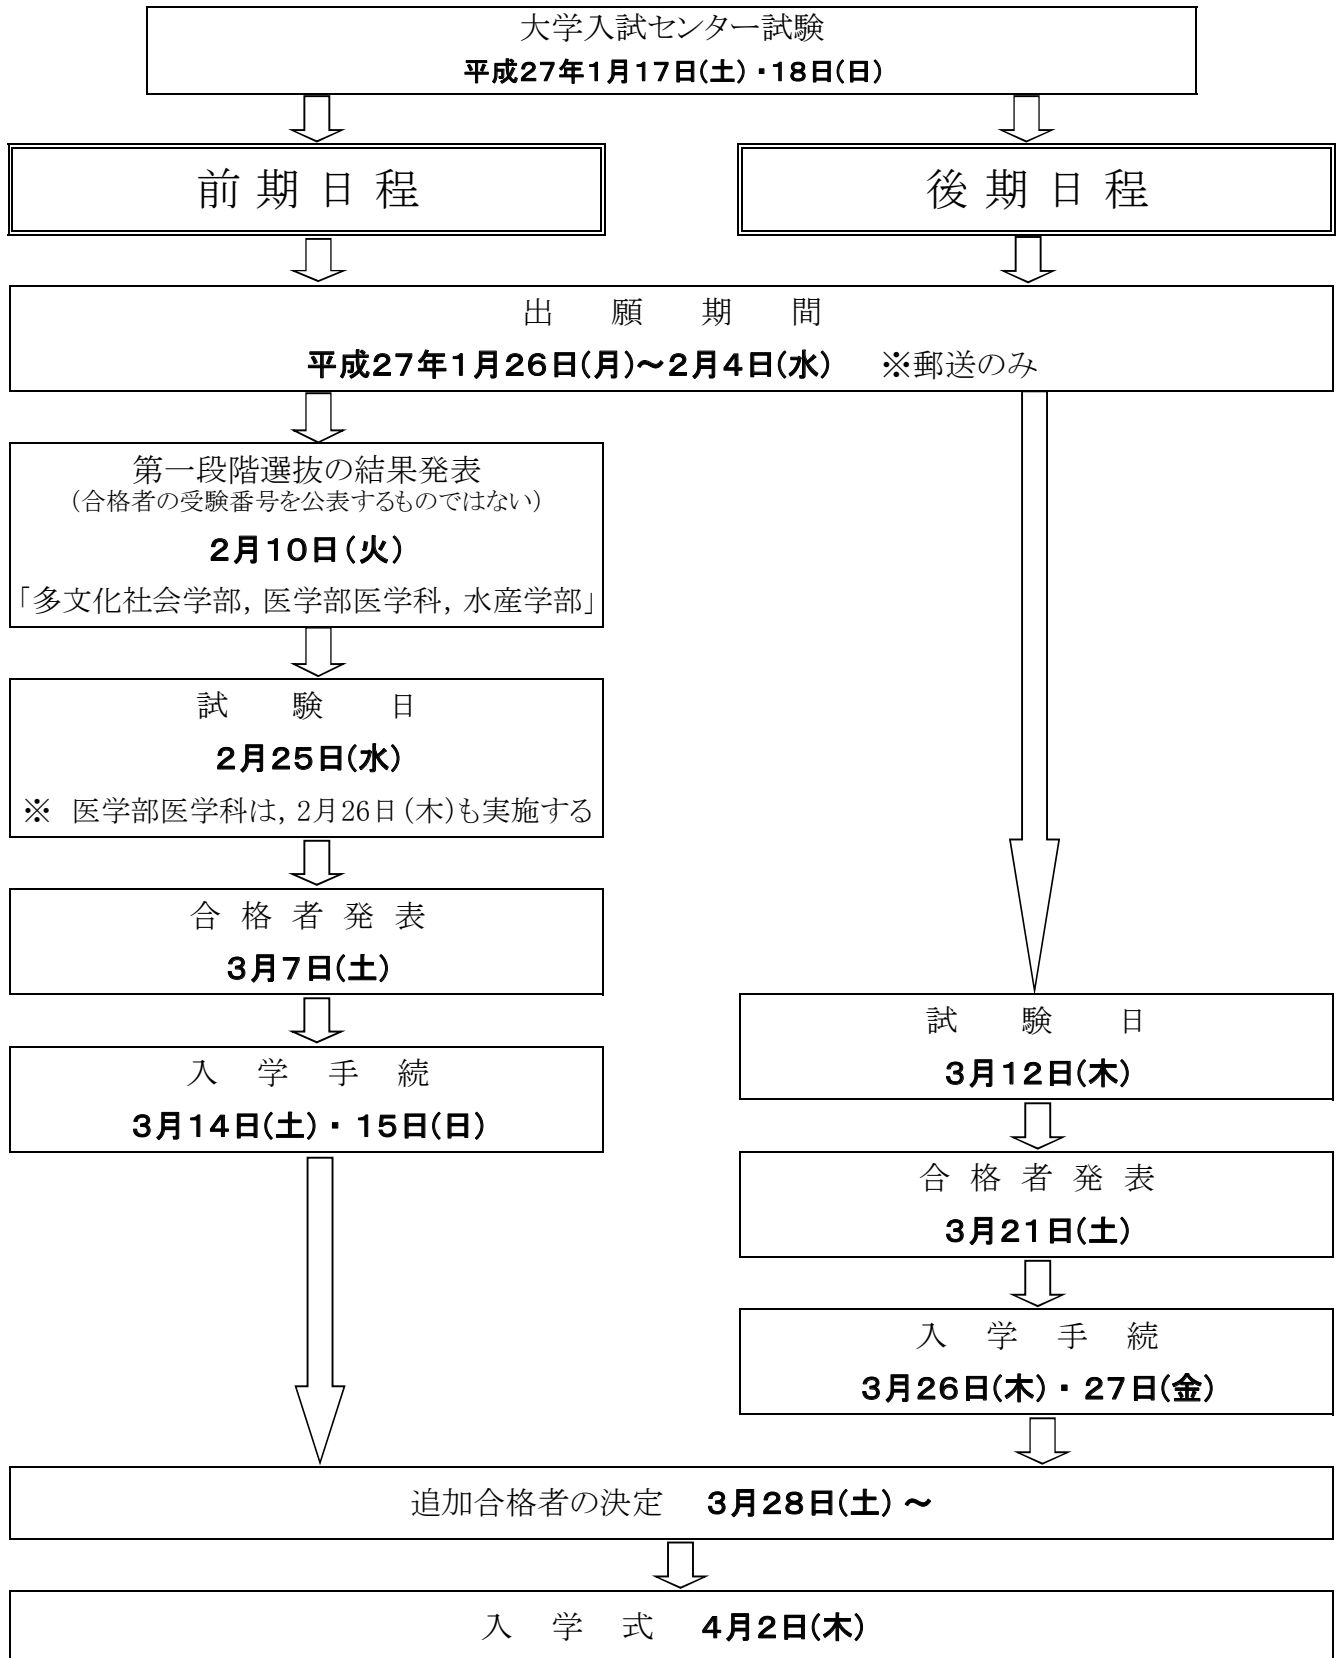 大学入試センター試験
平成27年1月17日(土)・18日(日)
前期日程
後期日程
出願期間
平成27年1月26日(月)~2月4日(水) ※郵送のみ
第一段階選抜の結果発表
(合格者の受験番号を公表するものではない)
2月10日(火)
「多文化社会学部, 医学部医学科, 水産学部」
試験日
2月25日(水)
※ 医学部医学科は, 2月26日(木)も実施する
合格者発表
3月7日(土)
入学手続
3月14日(土)・15日(日)
試験日
3月12日(木)
合格者発表
3月21日(土)
入学手続
3月26日(木)・27日(金)
追加合格者の決定 3月28日(土)~
入学式 4月2日(木)